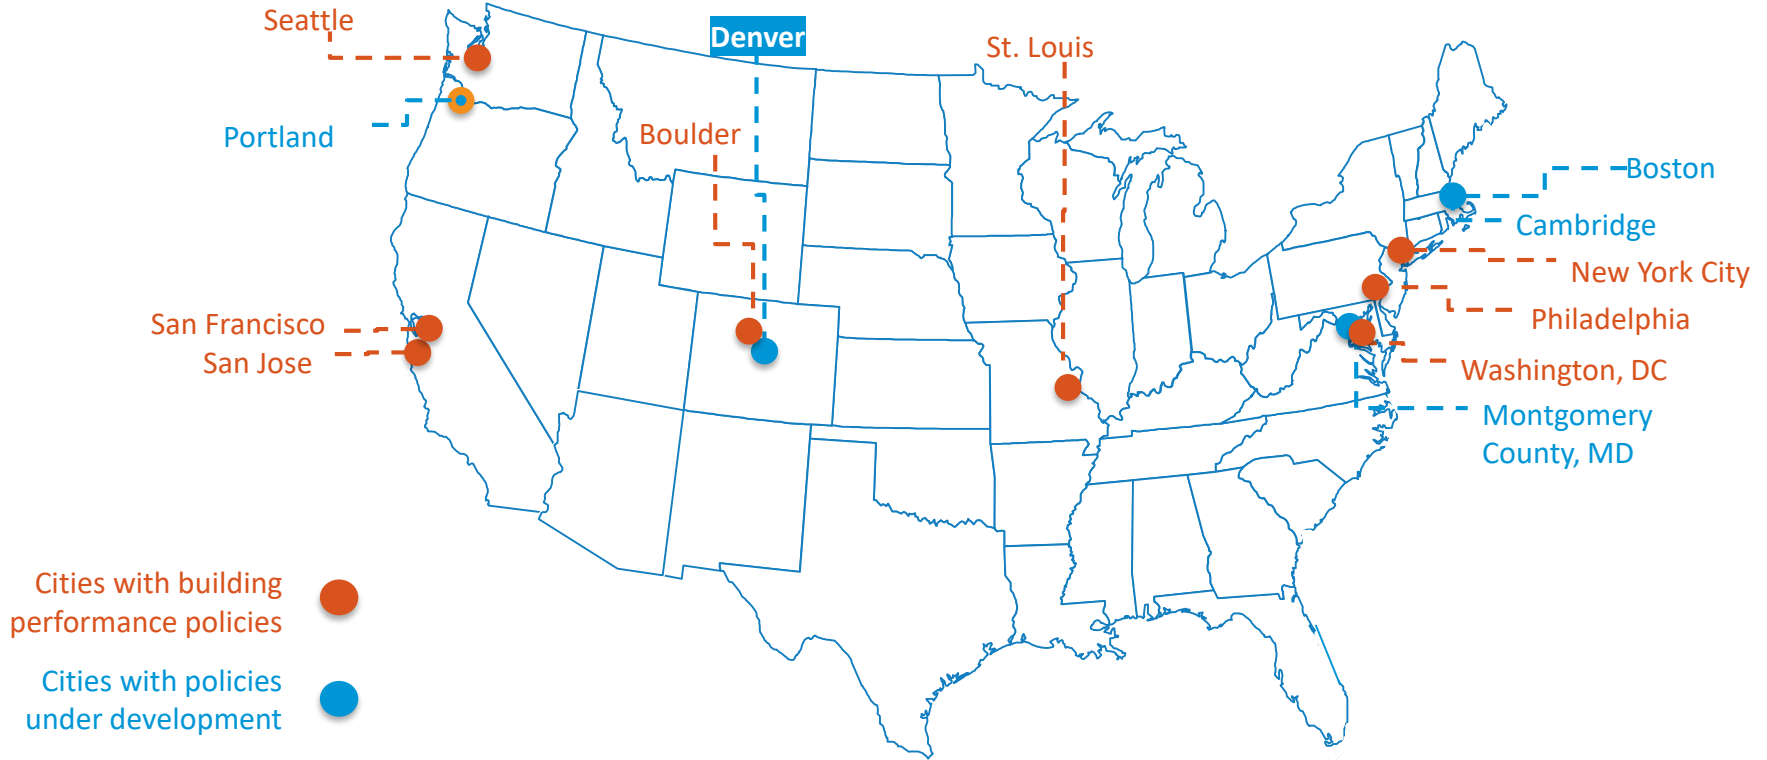 Seattle
Denver
St. Louis
Portland
Boulder
Boston
Cambridge
New York City
San Francisco
San Jose
Philadelphia
Washington, DC
Montgomery
County, MD
Cities with building
performance policies
Cities with policies
under development